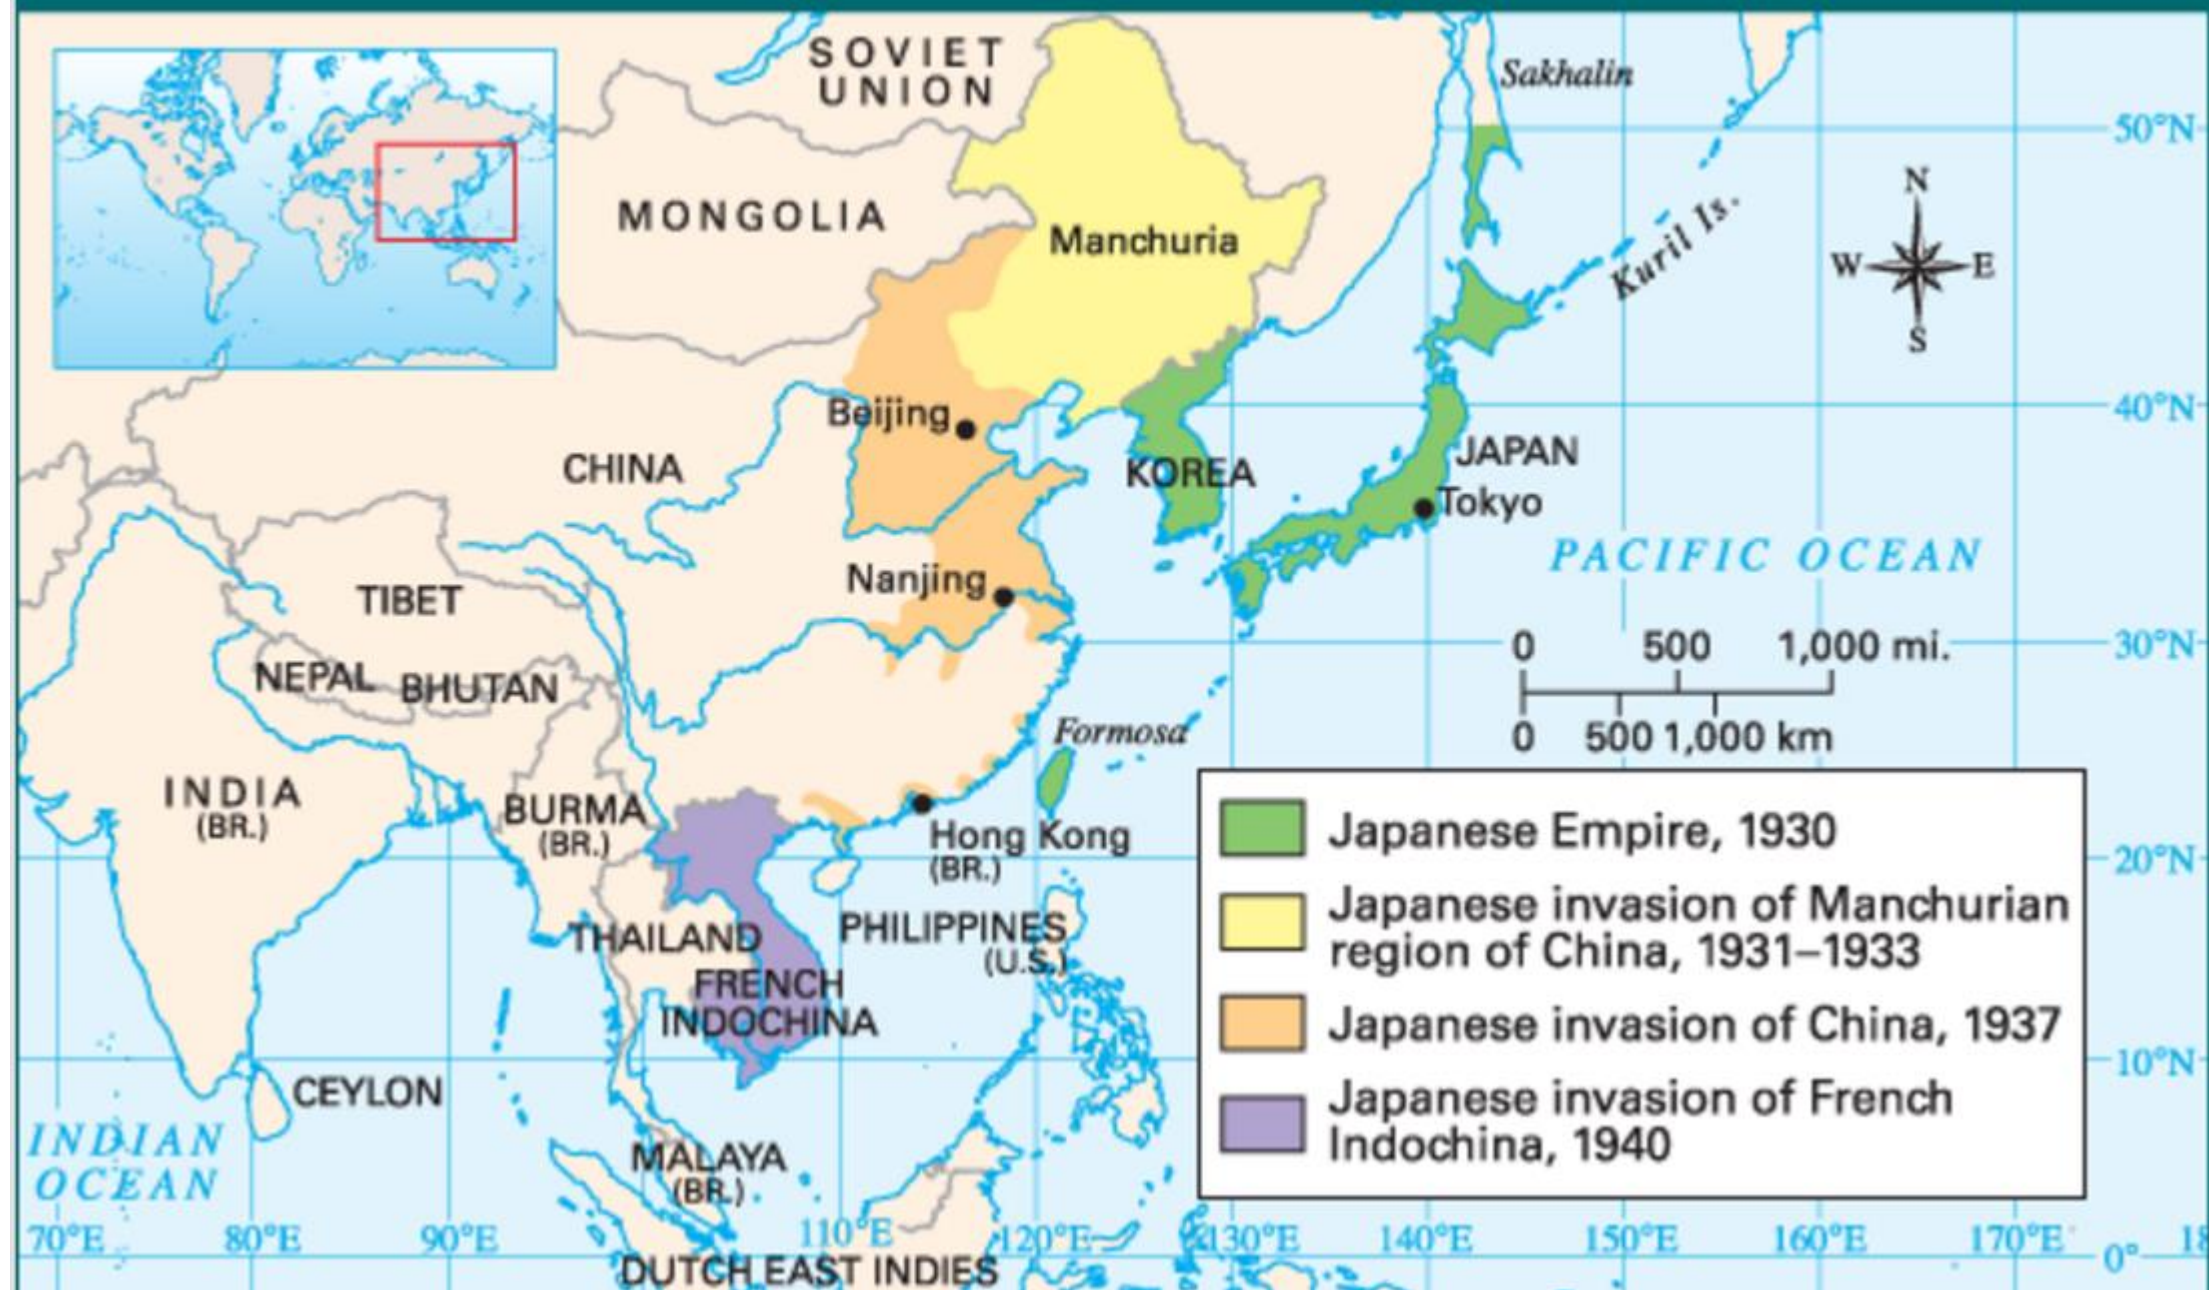 SOVIET
UNION
Sakhalin
50°N
MONGOLIA
Manchuria
Kuril Is.
N
W
E
S
Beijing
40°N
CHINA
KOREA
JAPAN
Tokyo
PACIFIC OCEAN
Nanjing
TIBET
0 500 1,000 mi.
30°N
0 500 1,000 km
NEPAL
BHUTAN
Formosa
INDIA
(BR.)
BURMA
(BR.)
Hong Kong
(BR.)
20°N
THAILAND
PHILIPPINES
(U.S.)
FRENCH
INDOCHINA
Japanese Empire, 1930
Japanese invasion of Manchurian
region of China, 1931–1933
Japanese invasion of China, 1937
Japanese invasion of French
Indochina, 1940
10°N
CEYLON
INDIAN
OCEAN
MALAYA
(BR.)
70°E 80°E 90°E 110°E 120°E 130°E 140°E 150°E 160°E 170°E
0°
DUTCH EAST INDIES